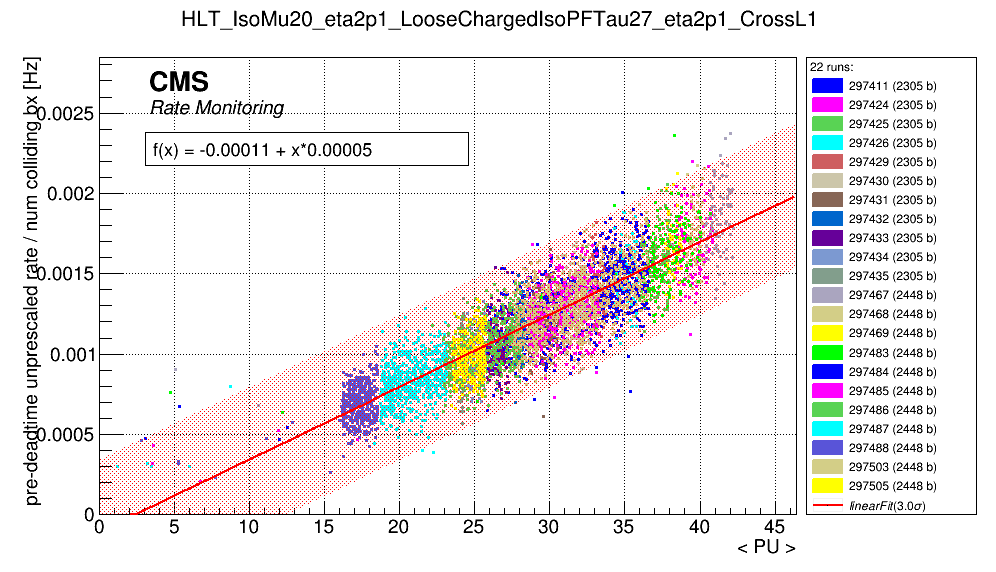 HLT_IsoMu20_eta2p1_LooseChargedIsoPFTau27_eta2p1_CrossL1
pre-deadtime unprescaled rate / num colliding bx [Hz]
CMS
Rate Monitoring
f(x) = -0.00011 + x*0.00005
0.0025
0.002
0.0015
0.001
0.0005
0
0 5 10 15 20 25 30 35 40 45
< PU >
22 runs:
297411 (2305 b)
297424 (2305 b)
297425 (2305 b)
297426 (2305 b)
297429 (2305 b)
297430 (2305 b)
297431 (2305 b)
297432 (2305 b)
297433 (2305 b)
297434 (2305 b)
297435 (2305 b)
297467 (2448 b)
297468 (2448 b)
297469 (2448 b)
297483 (2448 b)
297484 (2448 b)
297485 (2448 b)
297486 (2448 b)
297487 (2448 b)
297488 (2448 b)
297503 (2448 b)
297505 (2448 b)
linearFit(3.0σ)